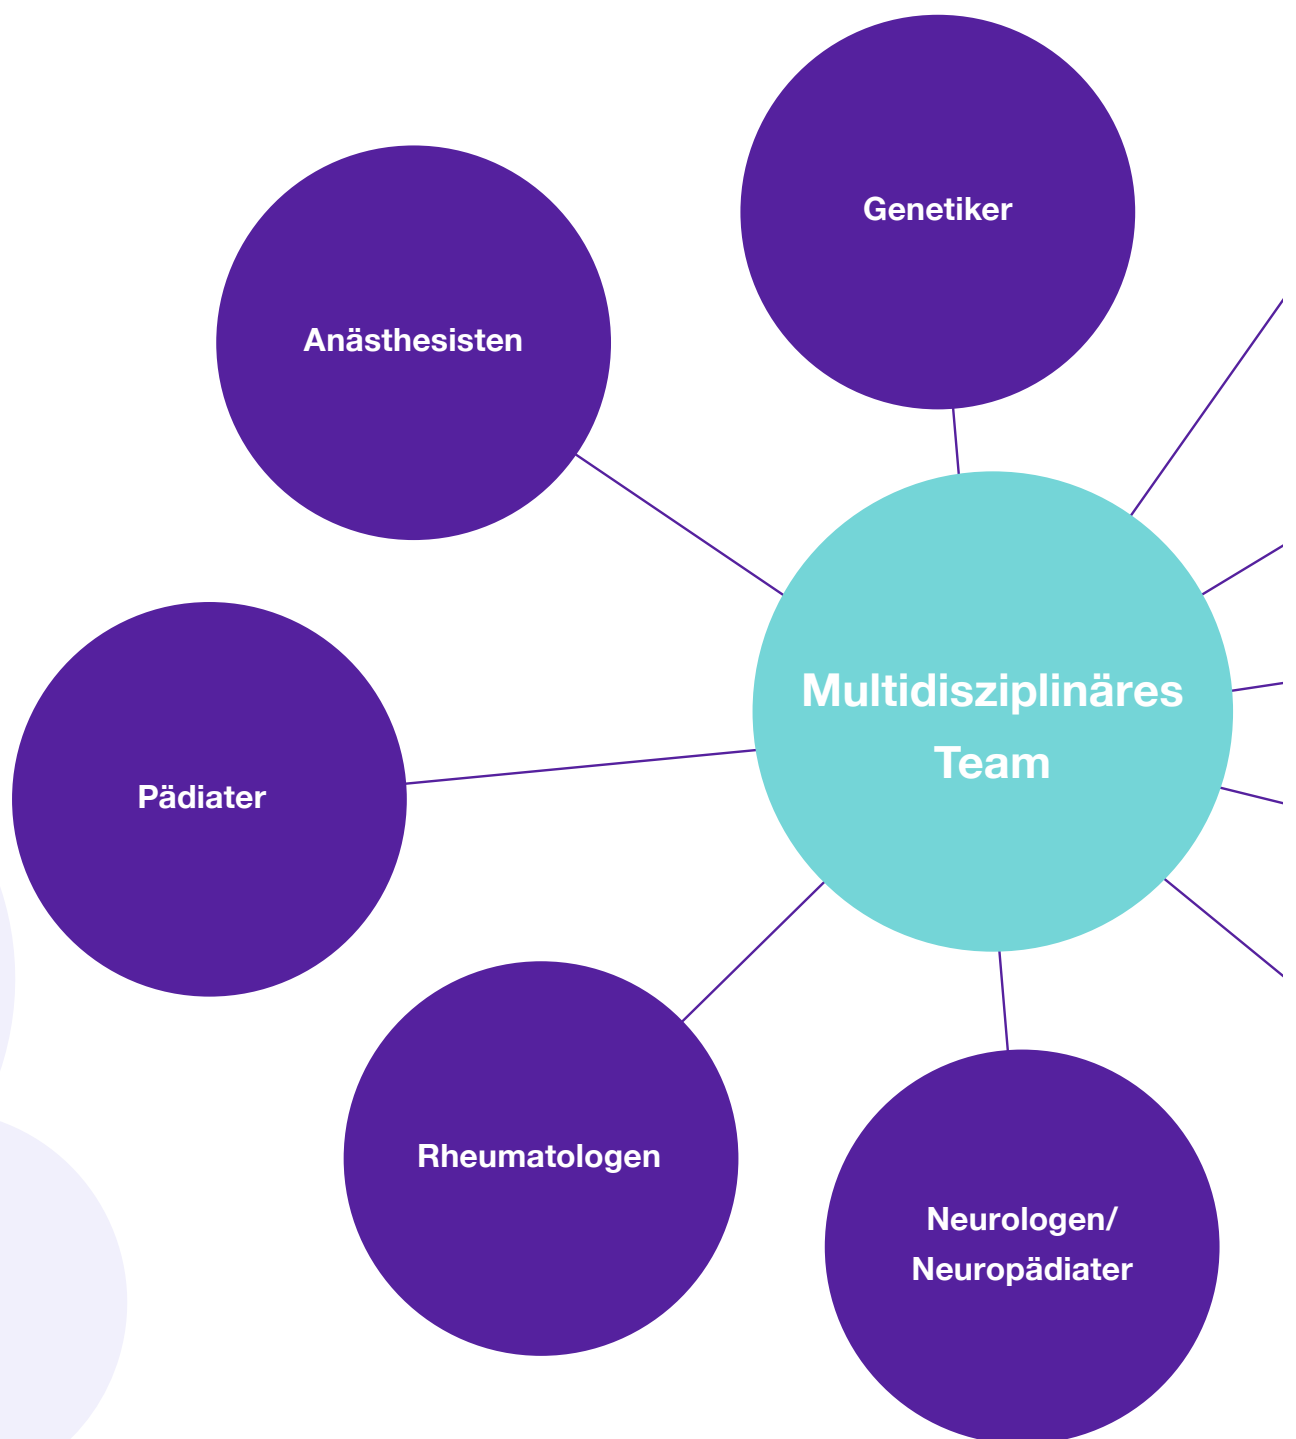 Genetiker
Anästhesisten
Multidisziplinäres
Team
Pädiater
Rheumatologen
Neurologen/
Neuropädiater